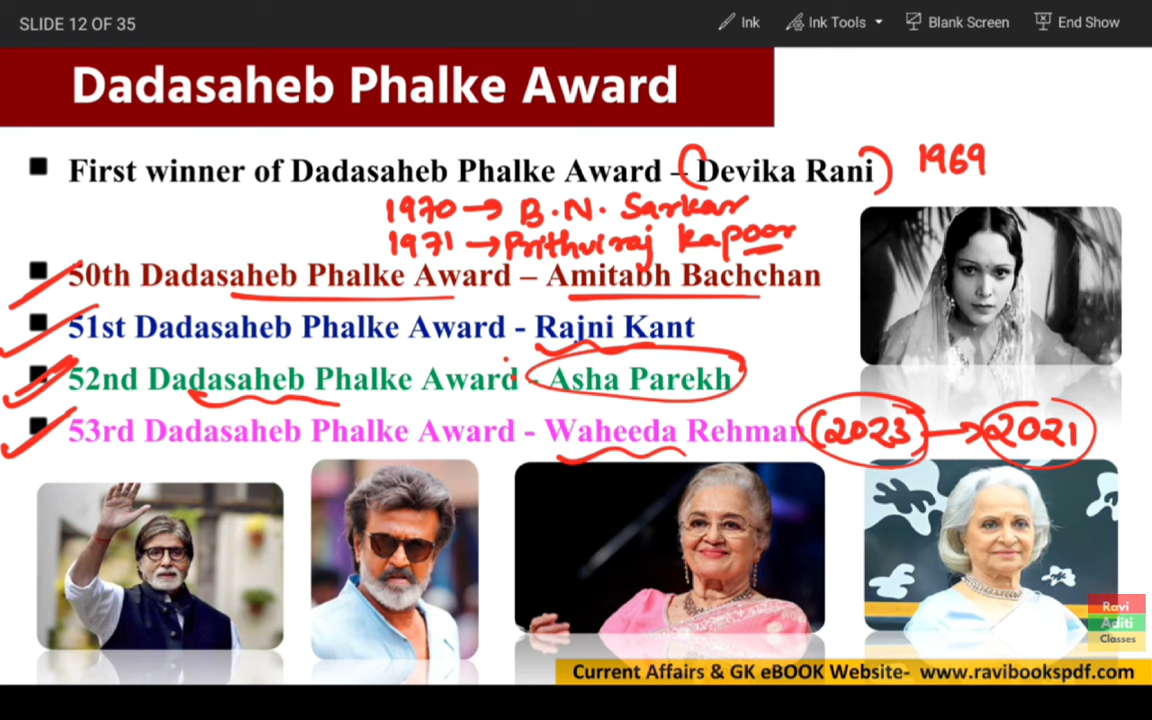 SLIDE 12 OF 35 Ink Ink Tools Blank Screen End Show
Dadasaheb Phalke Award
First winner of Dadasaheb Phalke Award – (Devika Rani) 1969
1970 → B.N. Sarkar
1971 → Prithviraj Kapoor
50th Dadasaheb Phalke Award – Amitabh Bachchan
51st Dadasaheb Phalke Award - Rajni Kant
52nd Dadasaheb Phalke Award - Asha Parekh
53rd Dadasaheb Phalke Award - Waheeda Rehman (2023) → 2021
Ravi
Aditi
Classes
Current Affairs & GK eBOOK Website- www.ravibookspdf.com